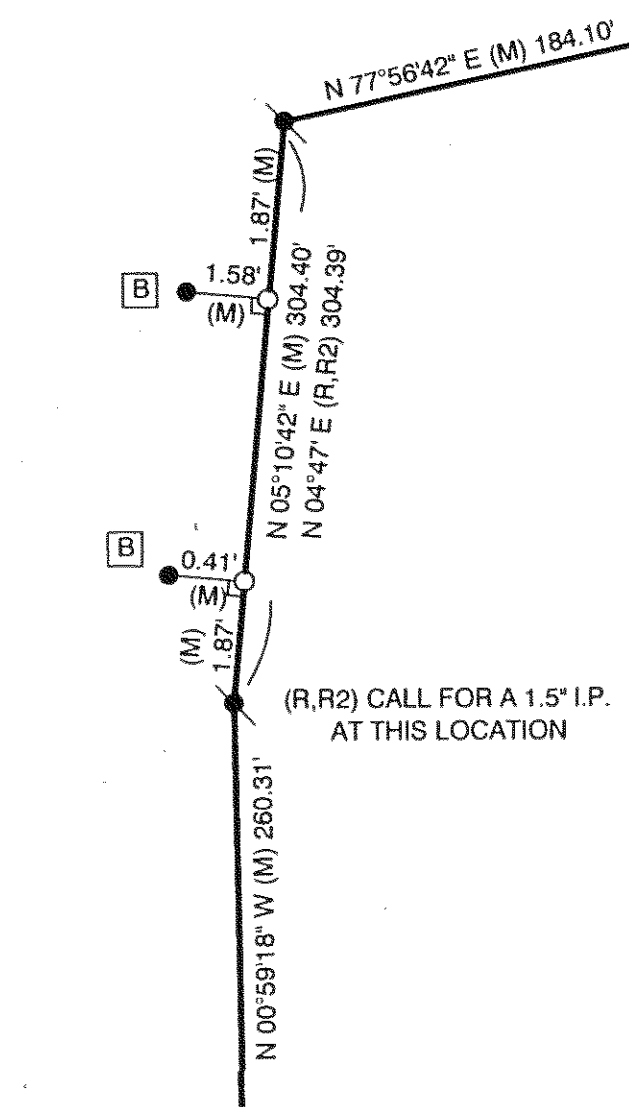 N 77°56'42" E (M) 184.10'
1.87' (M)
B
1.58'
(M)
N 05°10'42" E (M) 304.40'
N 04°47' E (R,R2) 304.39'
B
0.41'
(M)
(M)
1.87'
(R,R2) CALL FOR A 1.5" I.P.
AT THIS LOCATION
N 00°59'18" W (M) 260.31'